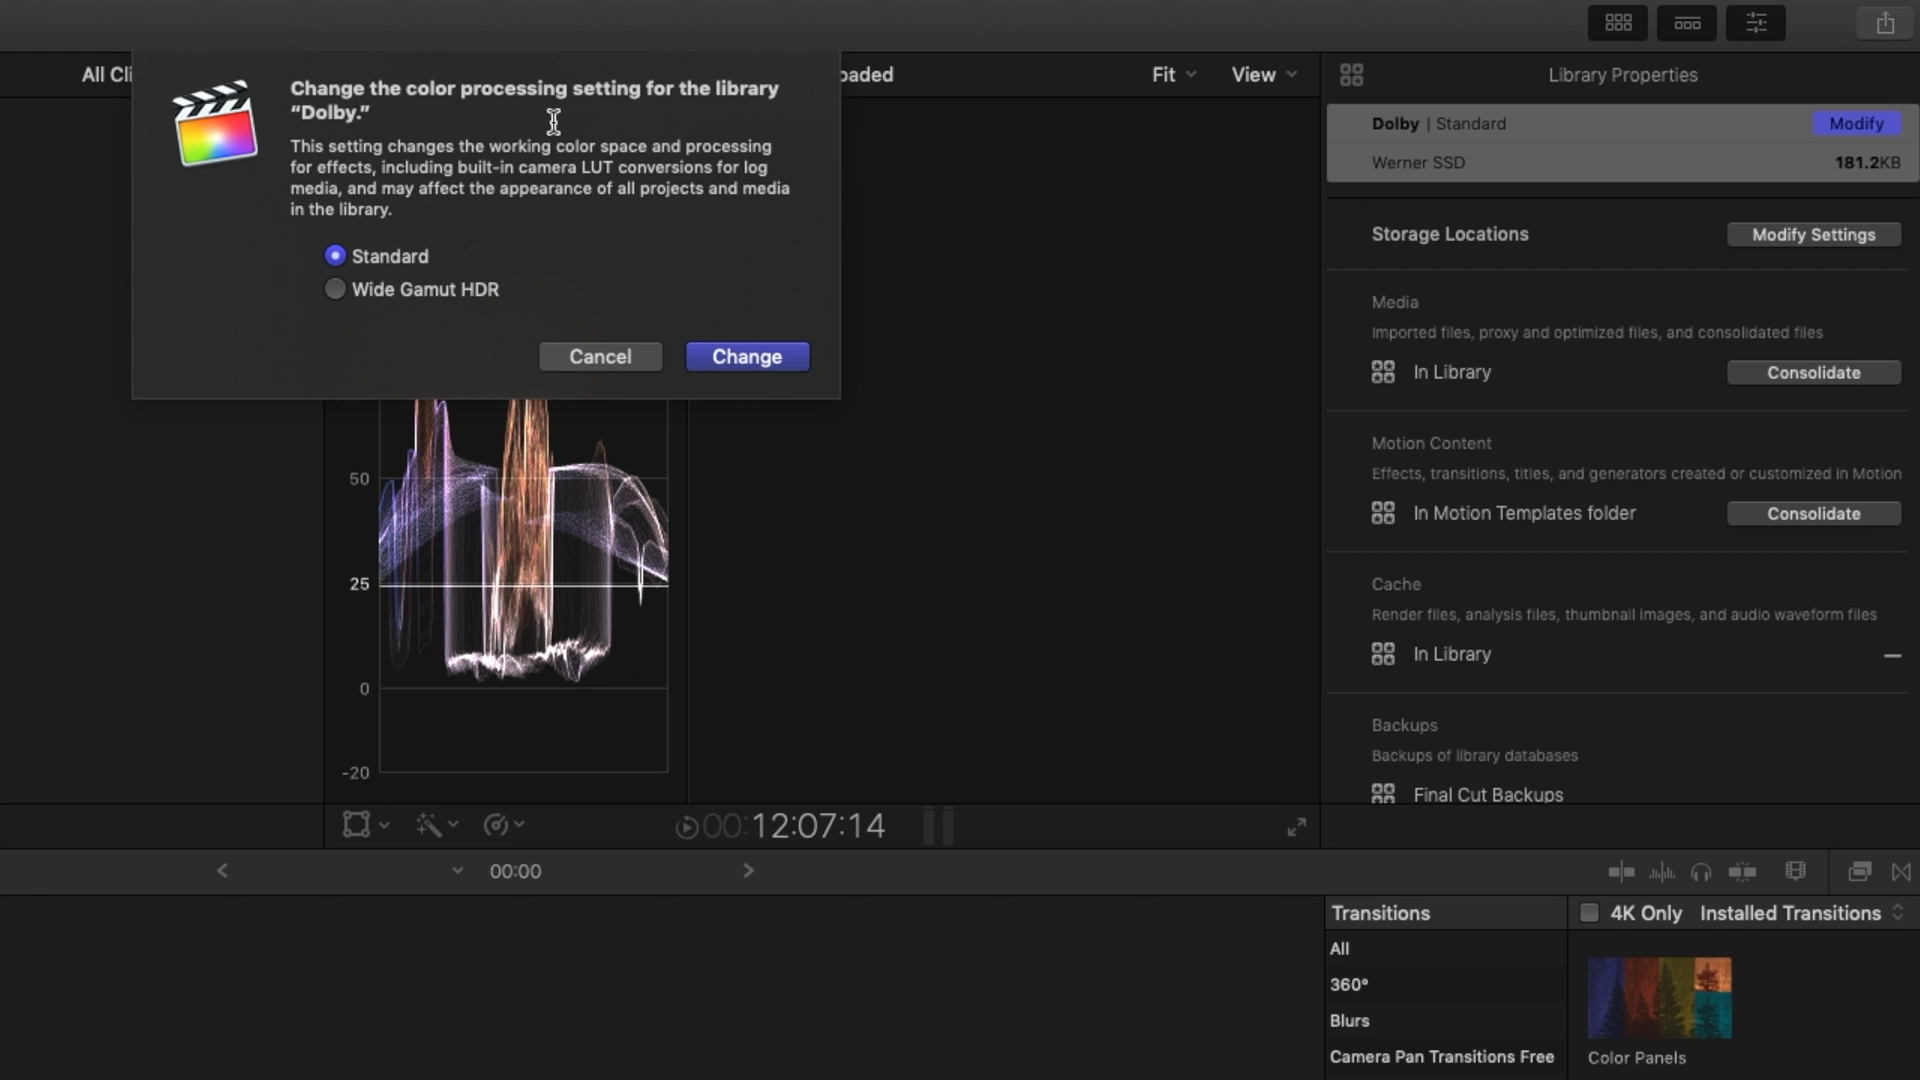 All Cli
oaded
Fit
View
Library Properties
Change the color processing setting for the library
“Dolby.”
This setting changes the working color space and processing
for effects, including built-in camera LUT conversions for log
media, and may affect the appearance of all projects and media
in the library.
Standard
Wide Gamut HDR
Cancel
Change
Dolby | Standard
Modify
Werner SSD
181.2KB
Storage Locations
Modify Settings
Media
Imported files, proxy and optimized files, and consolidated files
In Library
Consolidate
Motion Content
Effects, transitions, titles, and generators created or customized in Motion
In Motion Templates folder
Consolidate
Cache
Render files, analysis files, thumbnail images, and audio waveform files
In Library
Backups
Backups of library databases
Final Cut Backups
50
25
0
-20
00:12:07:14
00:00
Transitions
4K Only
Installed Transitions
All
360°
Blurs
Camera Pan Transitions Free
Color Panels